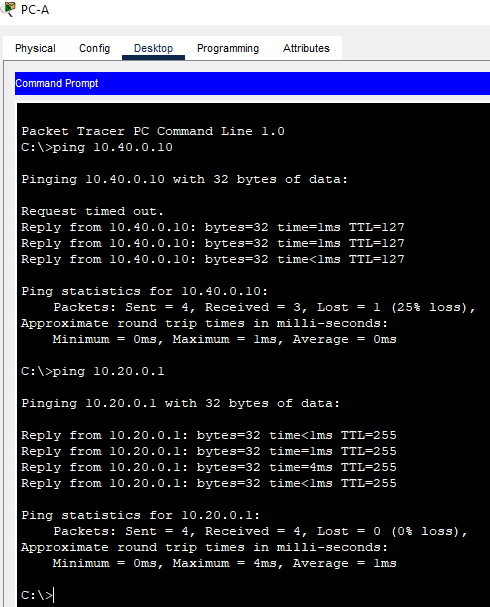 PC-A
Physical Config Desktop Programming Attributes
Command Prompt
Packet Tracer PC Command Line 1.0
C:\>ping 10.40.0.10
Pinging 10.40.0.10 with 32 bytes of data:
Request timed out.
Reply from 10.40.0.10: bytes=32 time=1ms TTL=127
Reply from 10.40.0.10: bytes=32 time=1ms TTL=127
Reply from 10.40.0.10: bytes=32 time<1ms TTL=127
Ping statistics for 10.40.0.10:
    Packets: Sent = 4, Received = 3, Lost = 1 (25% loss),
Approximate round trip times in milli-seconds:
    Minimum = 0ms, Maximum = 1ms, Average = 0ms
C:\>ping 10.20.0.1
Pinging 10.20.0.1 with 32 bytes of data:
Reply from 10.20.0.1: bytes=32 time<1ms TTL=255
Reply from 10.20.0.1: bytes=32 time=1ms TTL=255
Reply from 10.20.0.1: bytes=32 time=4ms TTL=255
Reply from 10.20.0.1: bytes=32 time<1ms TTL=255
Ping statistics for 10.20.0.1:
    Packets: Sent = 4, Received = 4, Lost = 0 (0% loss),
Approximate round trip times in milli-seconds:
    Minimum = 0ms, Maximum = 4ms, Average = 1ms
C:\>